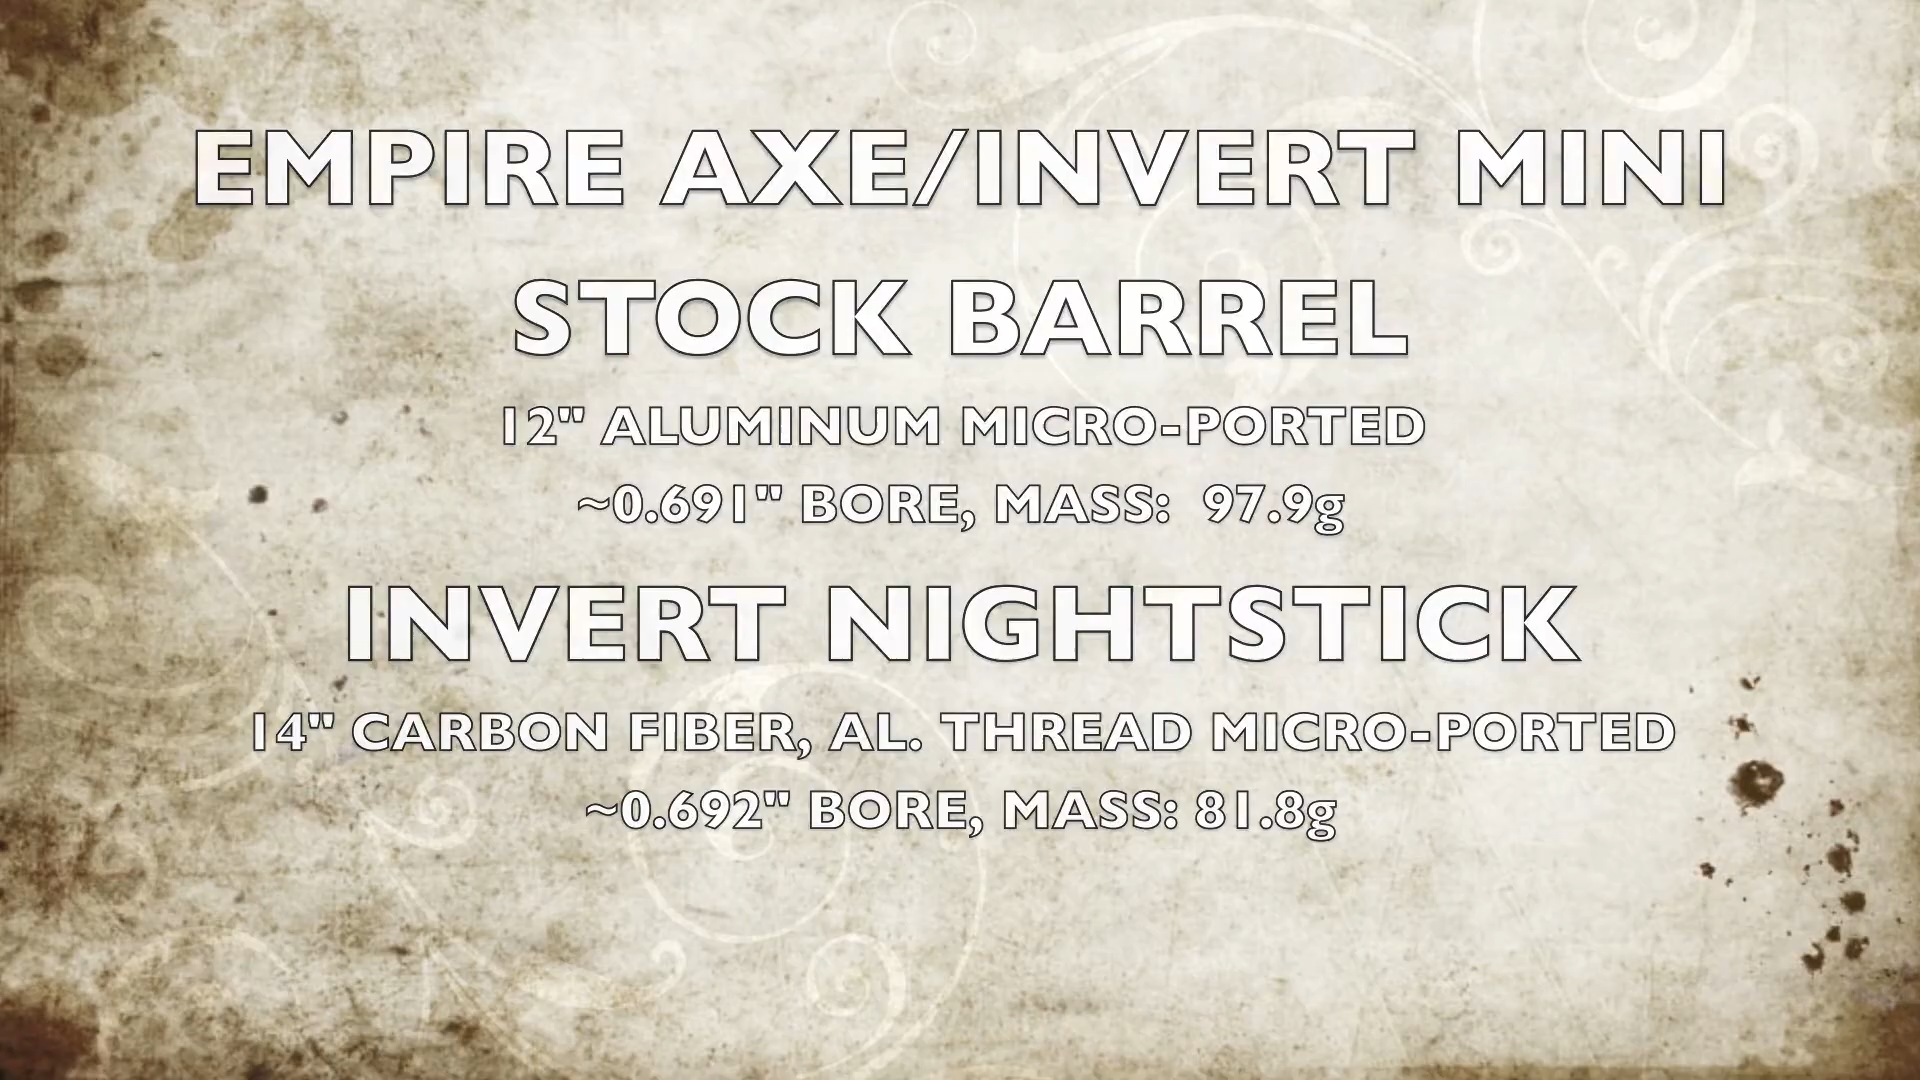 EMPIRE AXE/INVERT MINI
STOCK BARREL
12" ALUMINUM MICRO-PORTED
~0.691" BORE, MASS:  97.9g
INVERT NIGHTSTICK
14" CARBON FIBER, AL. THREAD MICRO-PORTED
~0.692" BORE, MASS: 81.8g